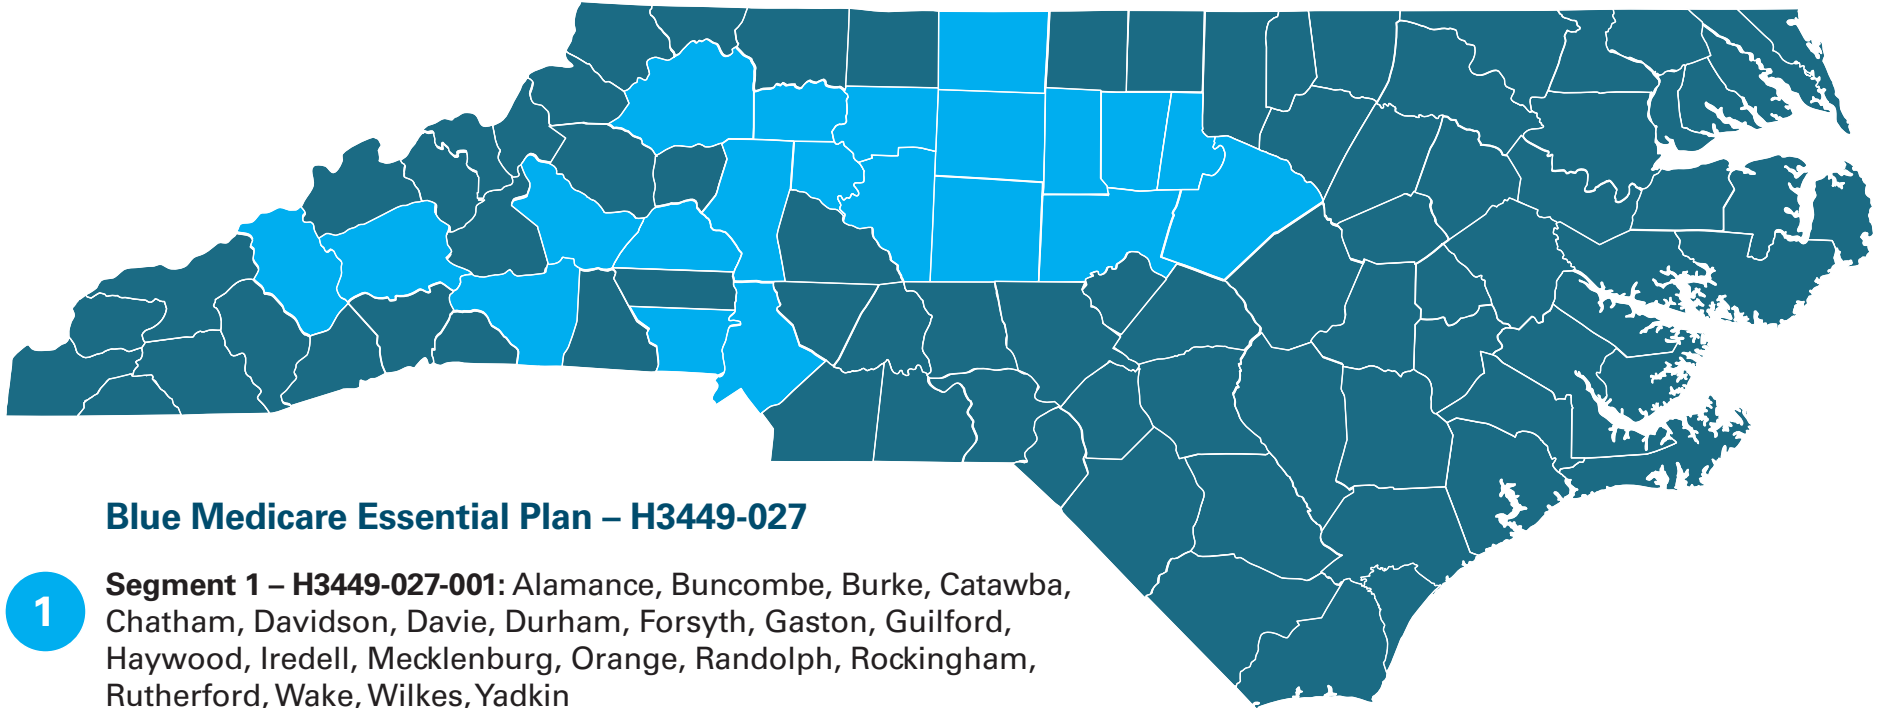 Blue Medicare Essential Plan – H3449-027
1
Segment 1 – H3449-027-001: Alamance, Buncombe, Burke, Catawba,
Chatham, Davidson, Davie, Durham, Forsyth, Gaston, Guilford,
Haywood, Iredell, Mecklenburg, Orange, Randolph, Rockingham,
Rutherford, Wake, Wilkes, Yadkin